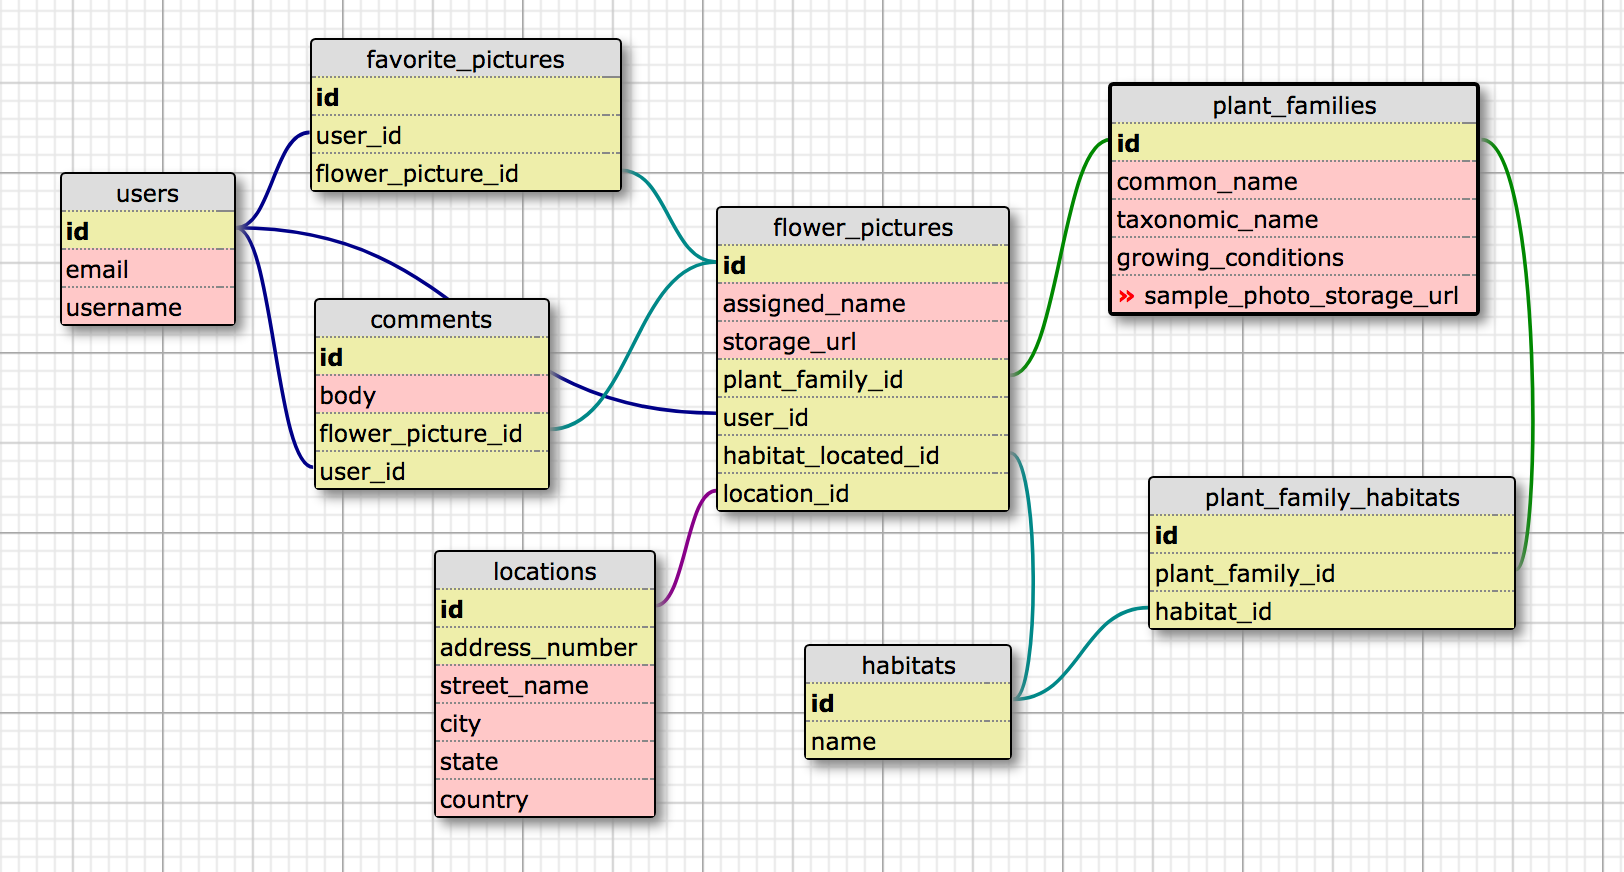 favorite_pictures
id
user_id
flower_picture_id
users
id
email
username
comments
id
body
flower_picture_id
user_id
flower_pictures
id
assigned_name
storage_url
plant_family_id
user_id
habitat_located_id
location_id
plant_families
id
common_name
taxonomic_name
growing_conditions
» sample_photo_storage_url
locations
id
address_number
street_name
city
state
country
habitats
id
name
plant_family_habitats
id
plant_family_id
habitat_id